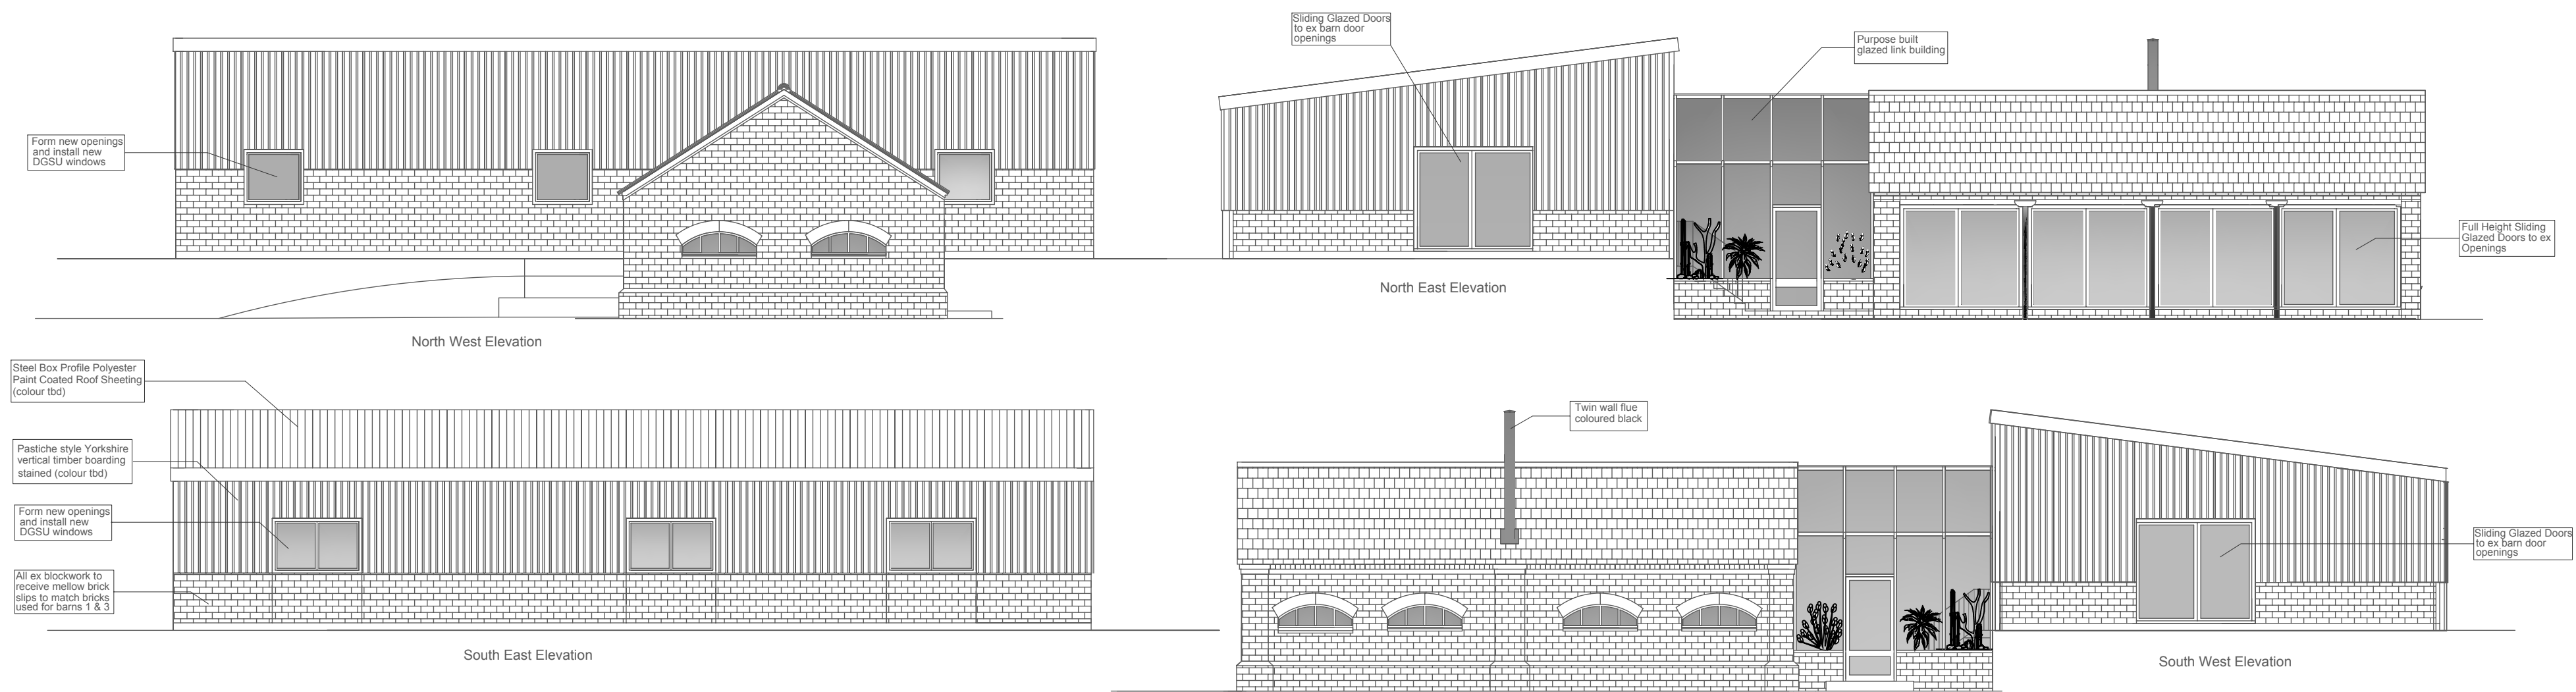 Form new openings
and install new
DGSU windows
North West Elevation
Sliding Glazed Doors
to ex barn door
openings
Purpose built
glazed link building
Full Height Sliding
Glazed Doors to ex
Openings
North East Elevation
Steel Box Profile Polyester
Paint Coated Roof Sheeting
(colour tbd)
Pastiche style Yorkshire
vertical timber boarding
stained (colour tbd)
Form new openings
and install new
DGSU windows
All ex blockwork to
receive mellow brick
slips to match bricks
used for barns 1 & 3
South East Elevation
Twin wall flue
coloured black
Sliding Glazed Doors
to ex barn door
openings
South West Elevation